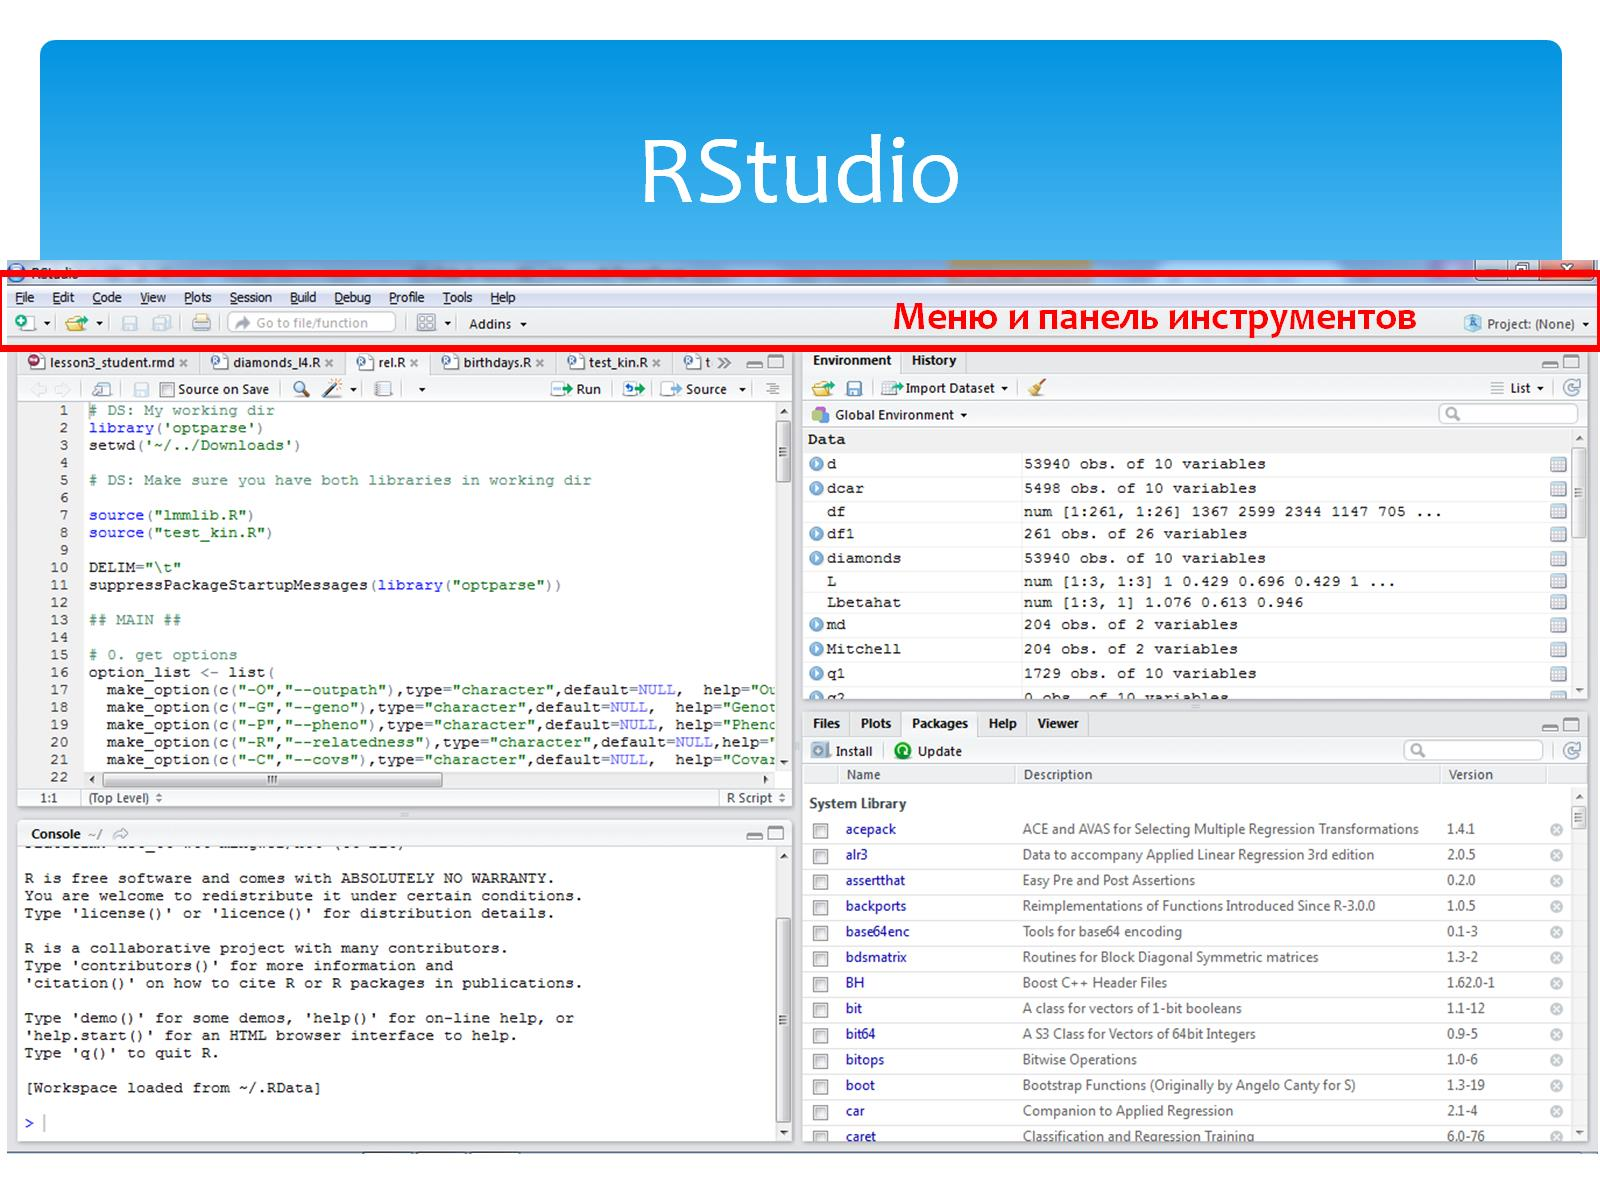 RStudio
RStudio
File Edit Code View Plots Session Build Debug Profile Tools Help
Go to file/function Addins
Меню и панель инструментов
Project: (None)
lesson3_student.rmd diamonds_l4.R rel.R birthdays.R test_kin.R t
Source on Save Run Source
1 # DS: My working dir
2 library('optparse')
3 setwd('~/../Downloads')
4
5 # DS: Make sure you have both libraries in working dir
6
7 source("lmmlib.R")
8 source("test_kin.R")
9
10 DELIM="\t"
11 suppressPackageStartupMessages(library("optparse"))
12
13 ## MAIN ##
14
15 # 0. get options
16 option_list <- list(
17 make_option(c("-O","--outpath"),type="character",default=NULL, help="Ou
18 make_option(c("-G","--geno"),type="character",default=NULL, help="Genot
19 make_option(c("-P","--pheno"),type="character",default=NULL, help="Pheno
20 make_option(c("-R","--relatedness"),type="character",default=NULL,help="
21 make_option(c("-C","--covs"),type="character",default=NULL, help="Covar
22
1:1 (Top Level) R Script
Console ~/
R is free software and comes with ABSOLUTELY NO WARRANTY.
You are welcome to redistribute it under certain conditions.
Type 'license()' or 'licence()' for distribution details.
R is a collaborative project with many contributors.
Type 'contributors()' for more information and
'citation()' on how to cite R or R packages in publications.
Type 'demo()' for some demos, 'help()' for on-line help, or
'help.start()' for an HTML browser interface to help.
Type 'q()' to quit R.
[Workspace loaded from ~/.RData]
>
Environment History
Import Dataset List
Global Environment
Data
d 53940 obs. of 10 variables
dcar 5498 obs. of 10 variables
df num [1:261, 1:26] 1367 2599 2344 1147 705 ...
df1 261 obs. of 26 variables
diamonds 53940 obs. of 10 variables
L num [1:3, 1:3] 1 0.429 0.696 0.429 1 ...
Lbetahat num [1:3, 1] 1.076 0.613 0.946
md 204 obs. of 2 variables
Mitchell 204 obs. of 2 variables
q1 1729 obs. of 10 variables
q2 0 obs. of 10 variables
Files Plots Packages Help Viewer
Install Update
Name Description Version
System Library
acepack ACE and AVAS for Selecting Multiple Regression Transformations 1.4.1
alr3 Data to accompany Applied Linear Regression 3rd edition 2.0.5
assertthat Easy Pre and Post Assertions 0.2.0
backports Reimplementations of Functions Introduced Since R-3.0.0 1.0.5
base64enc Tools for base64 encoding 0.1-3
bdsmatrix Routines for Block Diagonal Symmetric matrices 1.3-2
BH Boost C++ Header Files 1.62.0-1
bit A class for vectors of 1-bit booleans 1.1-12
bit64 A S3 Class for Vectors of 64bit Integers 0.9-5
bitops Bitwise Operations 1.0-6
boot Bootstrap Functions (Originally by Angelo Canty for S) 1.3-19
car Companion to Applied Regression 2.1-4
caret Classification and Regression Training 6.0-76